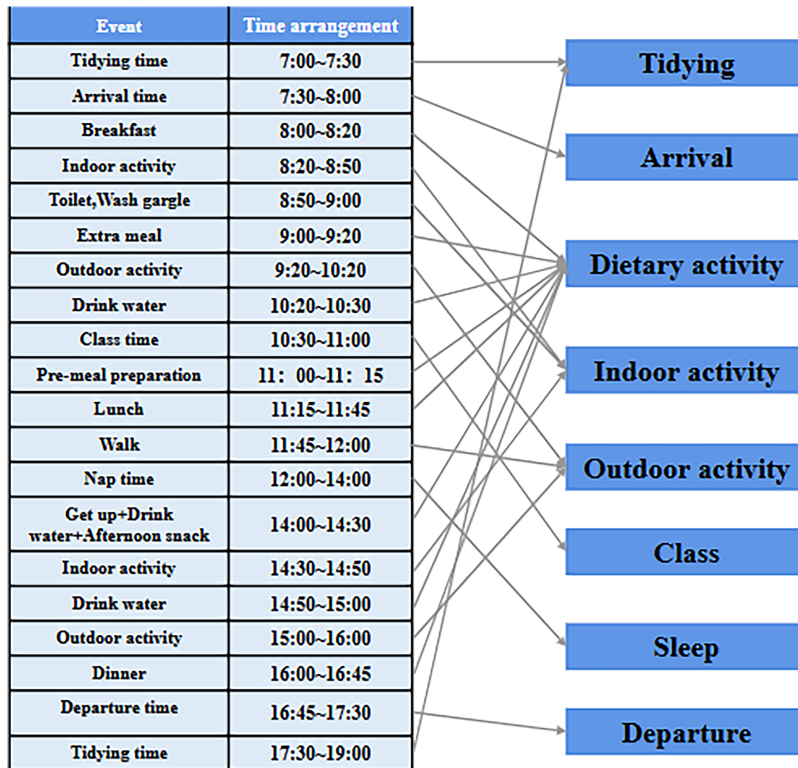 Event Time arrangement
Tidying time 7:00~7:30
Arrival time 7:30~8:00
Breakfast 8:00~8:20
Indoor activity 8:20~8:50
Toilet,Wash gargle 8:50~9:00
Extra meal 9:00~9:20
Outdoor activity 9:20~10:20
Drink water 10:20~10:30
Class time 10:30~11:00
Pre-meal preparation 11: 00~11: 15
Lunch 11:15~11:45
Walk 11:45~12:00
Nap time 12:00~14:00
Get up+Drink
water+Afternoon snack 14:00~14:30
Indoor activity 14:30~14:50
Drink water 14:50~15:00
Outdoor activity 15:00~16:00
Dinner 16:00~16:45
Departure time 16:45~17:30
Tidying time 17:30~19:00
Tidying
Arrival
Dietary activity
Indoor activity
Outdoor activity
Class
Sleep
Departure